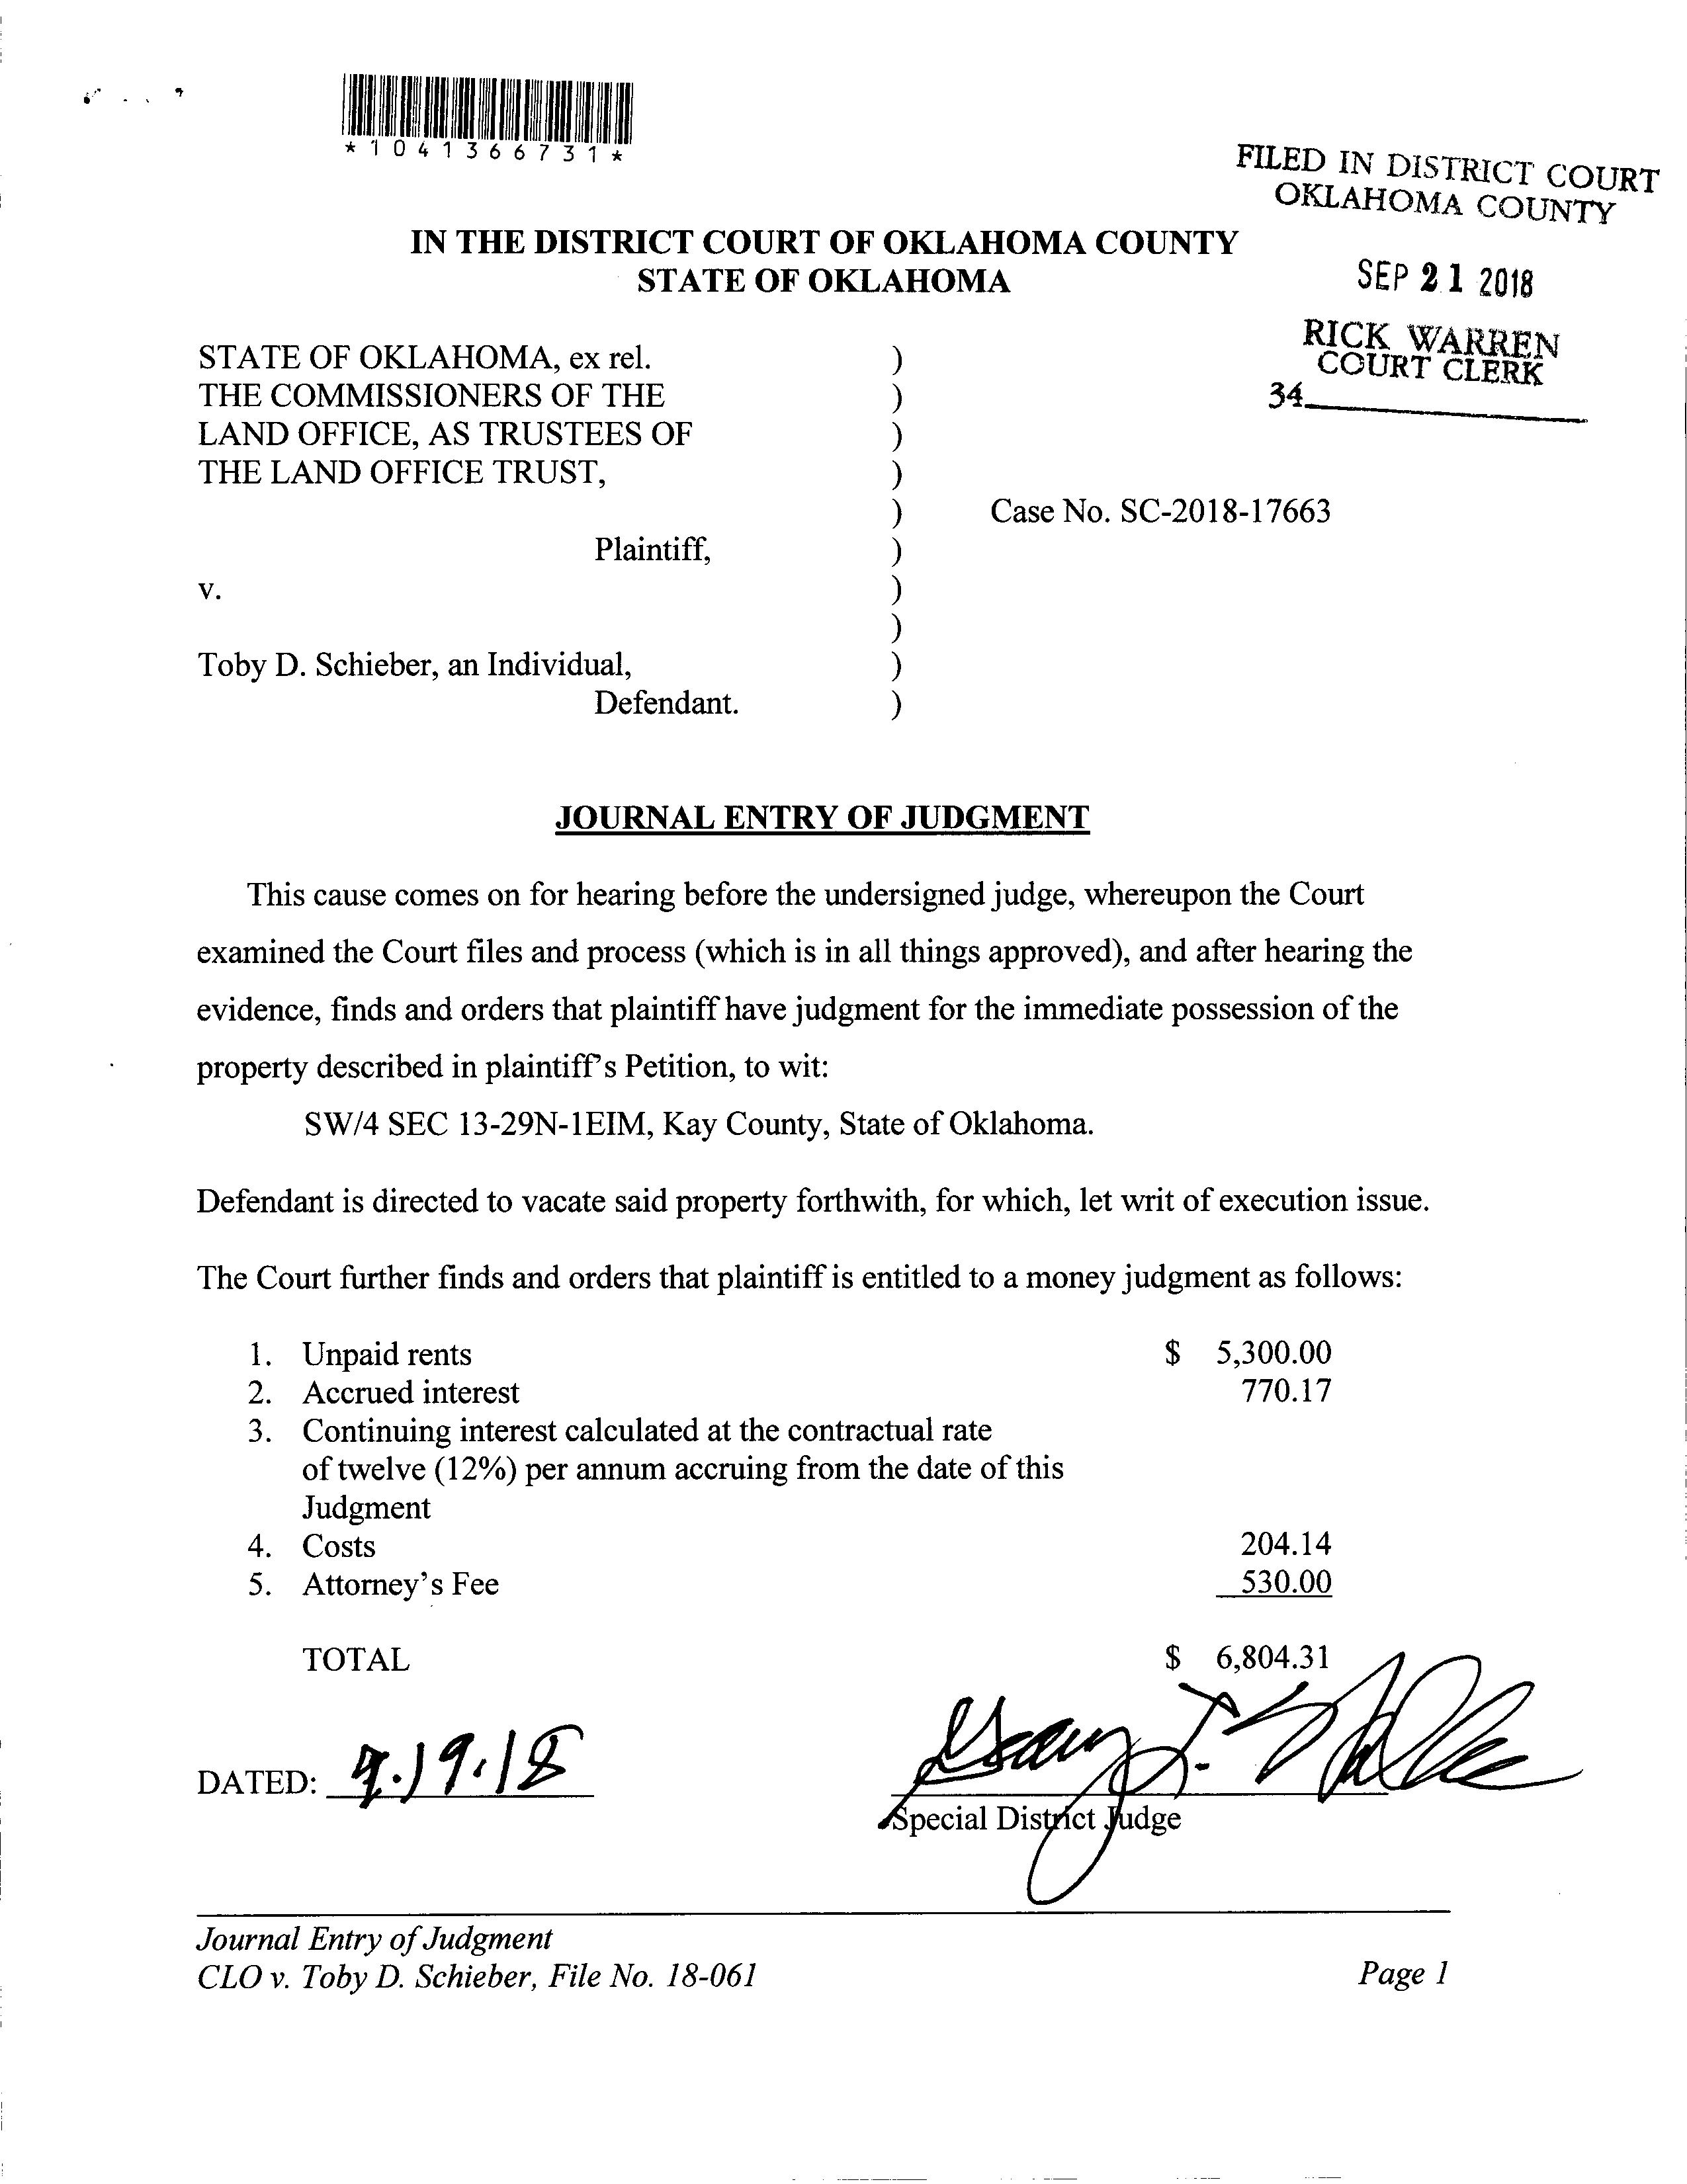 *1041366731*
FILED IN DISTRICT COURT
OKLAHOMA COUNTY
SEP 21 2018
RICK WARREN
COURT CLERK
34
IN THE DISTRICT COURT OF OKLAHOMA COUNTY
STATE OF OKLAHOMA
STATE OF OKLAHOMA, ex rel. )
THE COMMISSIONERS OF THE )
LAND OFFICE, AS TRUSTEES OF )
THE LAND OFFICE TRUST, )
) Case No. SC-2018-17663
Plaintiff, )
v. )
)
Toby D. Schieber, an Individual, )
Defendant. )
JOURNAL ENTRY OF JUDGMENT
This cause comes on for hearing before the undersigned judge, whereupon the Court
examined the Court files and process (which is in all things approved), and after hearing the
evidence, finds and orders that plaintiff have judgment for the immediate possession of the
property described in plaintiff's Petition, to wit:
SW/4 SEC 13-29N-1EIM, Kay County, State of Oklahoma.
Defendant is directed to vacate said property forthwith, for which, let writ of execution issue.
The Court further finds and orders that plaintiff is entitled to a money judgment as follows:
1. Unpaid rents $ 5,300.00
2. Accrued interest 770.17
3. Continuing interest calculated at the contractual rate
of twelve (12%) per annum accruing from the date of this
Judgment
4. Costs 204.14
5. Attorney's Fee 530.00
TOTAL $ 6,804.31
DATED: 9.19.18
Special District Judge
Journal Entry of Judgment
CLO v. Toby D. Schieber, File No. 18-061 Page 1